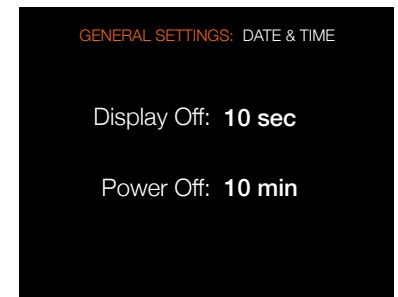 GENERAL SETTINGS: DATE & TIME
Display Off: 10 sec
Power Off: 10 min